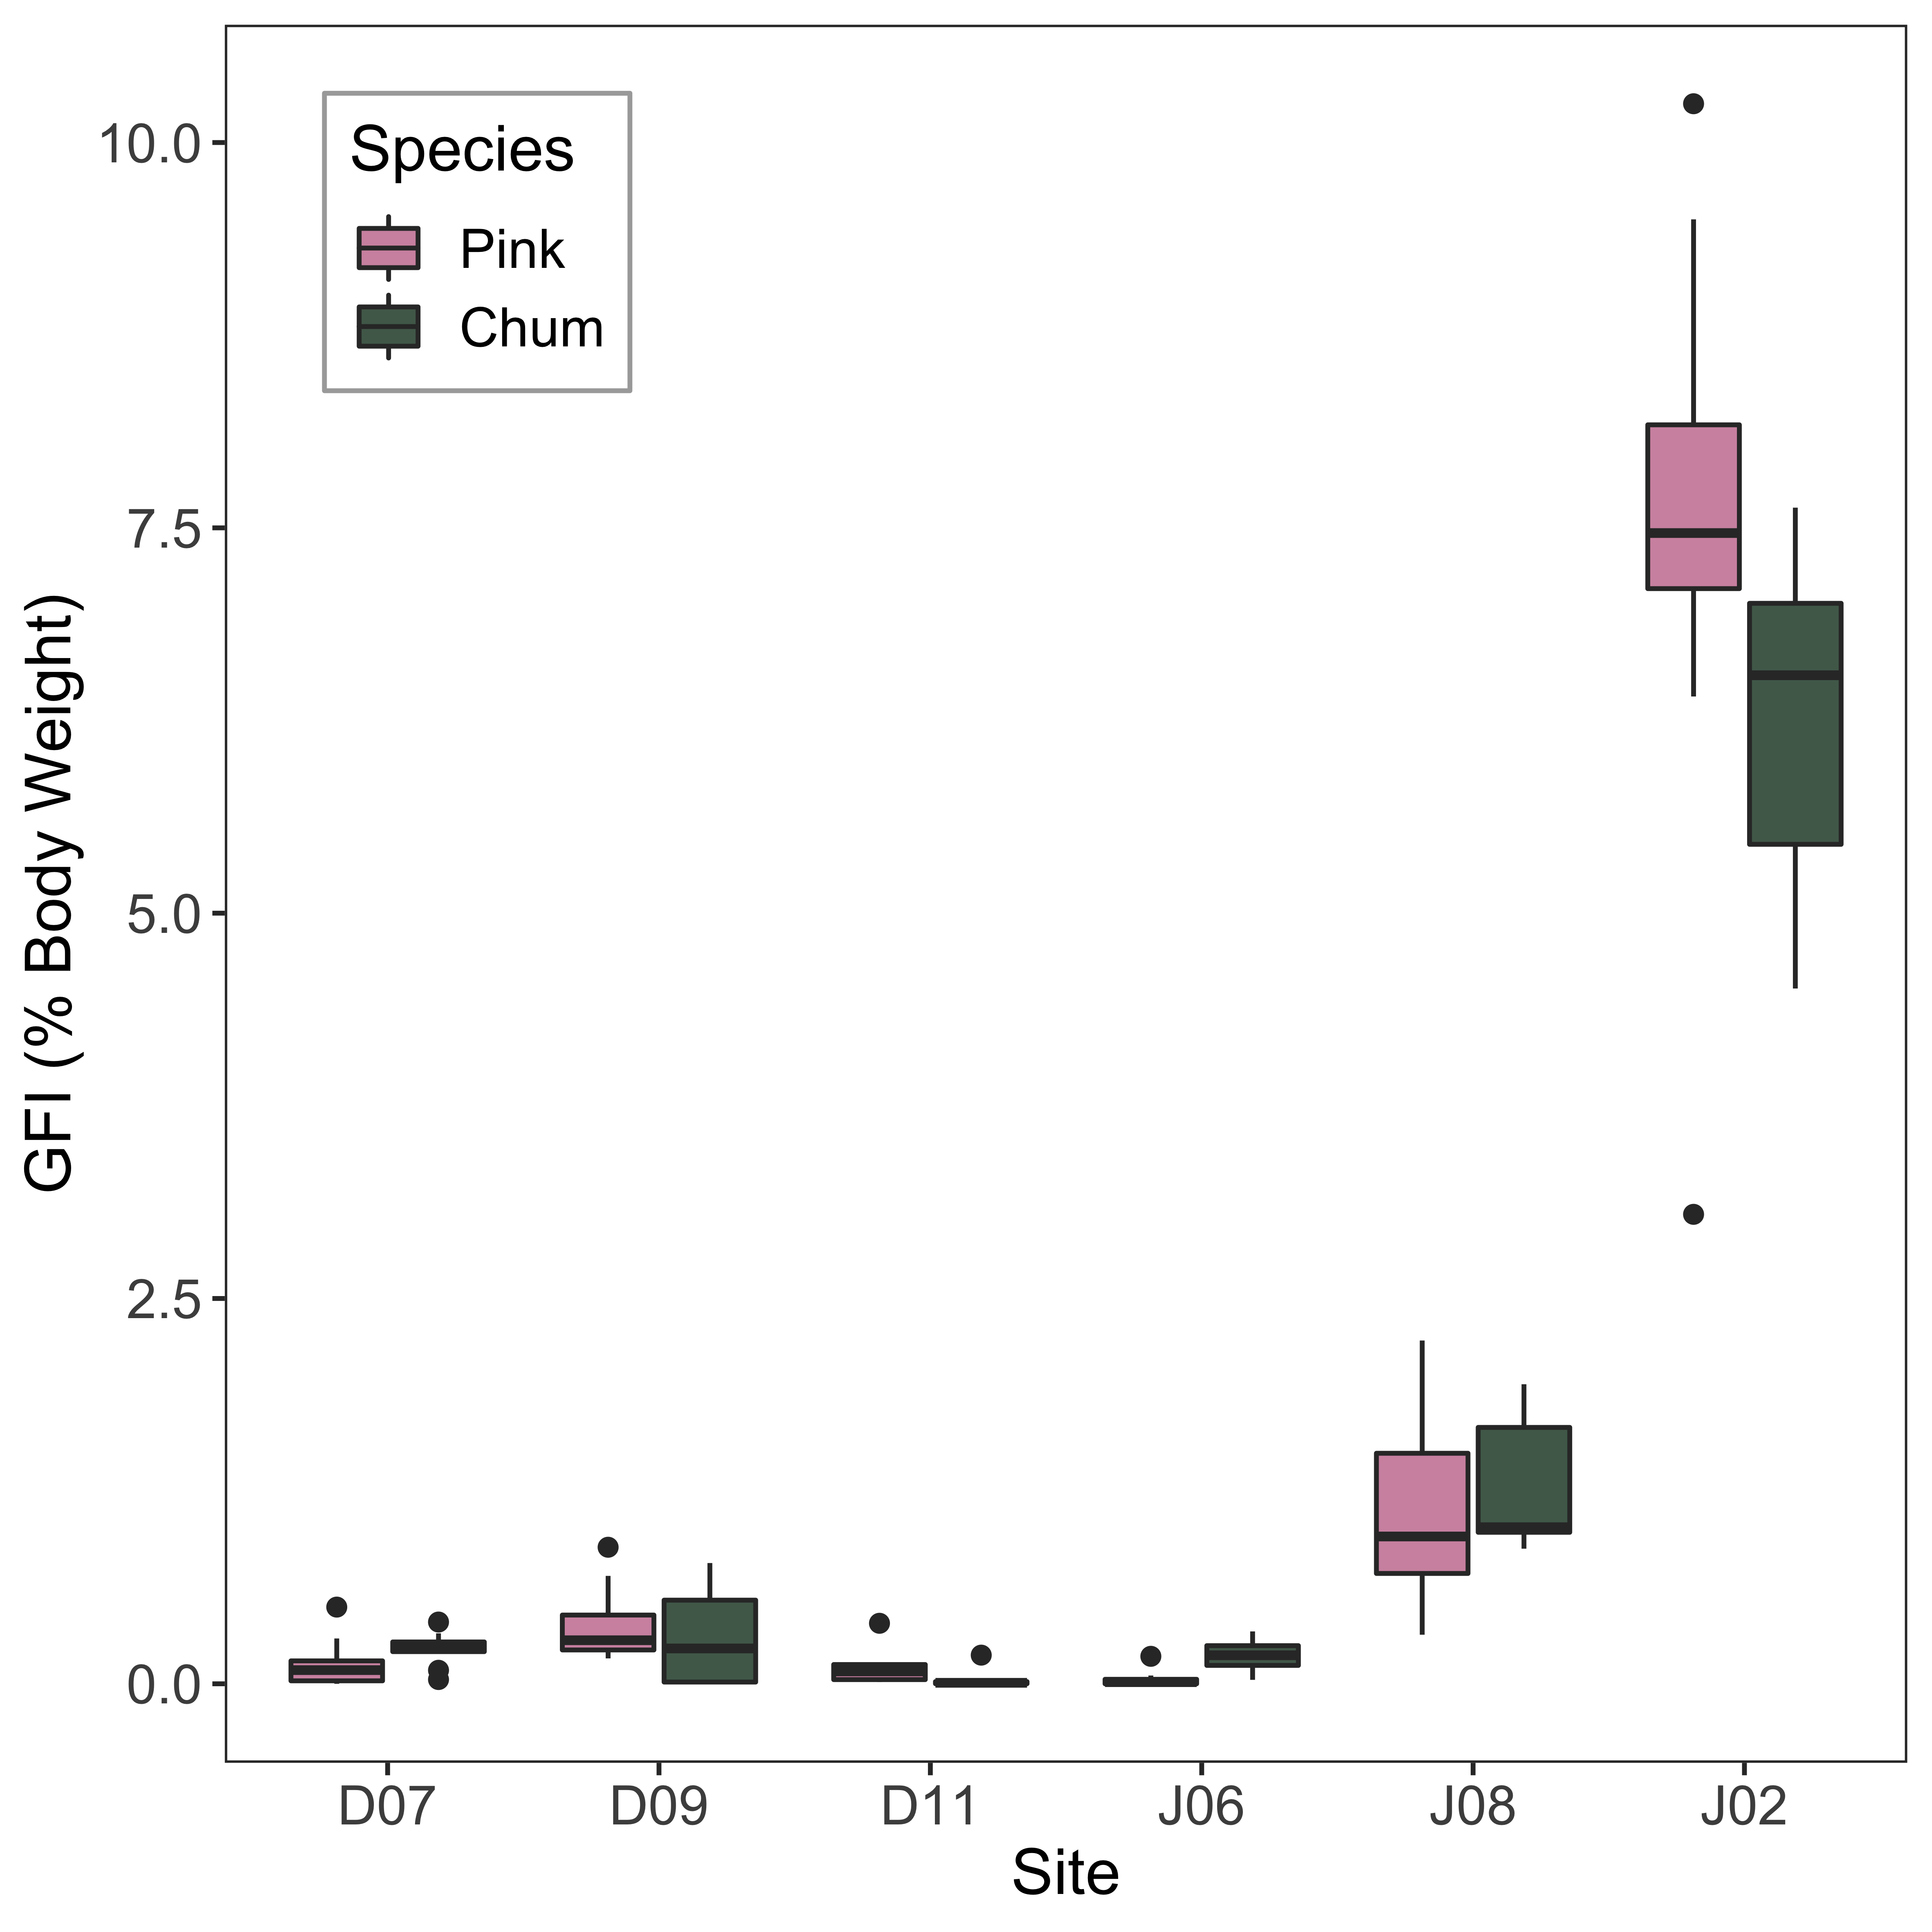 Species
Pink
Chum
GFI (% Body Weight)
10.0
7.5
5.0
2.5
0.0
D07 D09 D11 J06 J08 J02
Site